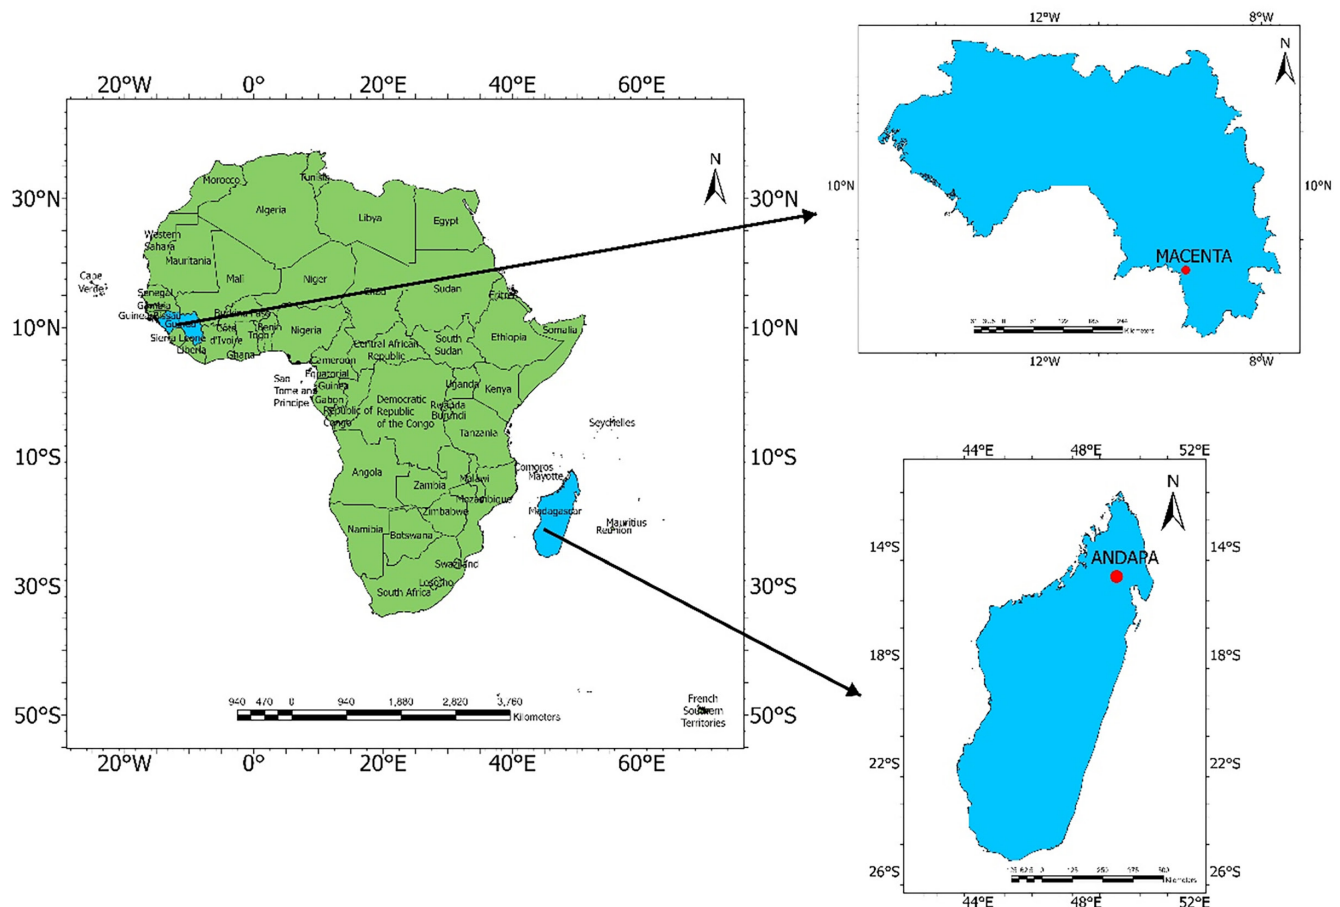 20°W 0° 20°E 40°E 60°E
N
30°N
30°N
10°N
10°N
10°S
10°S
30°S
30°S
50°S
50°S
Morocco
Tunisia
Algeria
Libya
Egypt
Western
Sahara
Mauritania
Mali
Niger
Sudan
Cape
Verde
Senegal
Gambia
Guinea
Burkina Faso
Côte
d'Ivoire
Benin
Togo
Nigeria
Sierra Leone
Liberia
Ghana
Ethiopia
Somalia
South
Sudan
Central African
Republic
Cameroon
Equatorial
Guinea
Sao
Tome and
Principe
Gabon
Republic of
Congo
Democratic
Republic
of the Congo
Uganda
Kenya
Rwanda
Burundi
Tanzania
Seychelles
Comoros
Mayotte
Angola
Zambia
Malawi
Mozambique
Zimbabwe
Madagascar
Mauritius
Reunion
Namibia
Botswana
Swaziland
South Africa
940 470 0 940 1,880 2,820 3,760
Kilometers
French
Southern
Territories
20°W 0° 20°E 40°E 60°E
12°W 8°W
N
10°N
10°N
MACENTA
Kilometers
12°W 8°W
44°E 48°E 52°E
N
14°S
14°S
ANDAPA
18°S
18°S
22°S
22°S
26°S
26°S
Kilometers
44°E 48°E 52°E